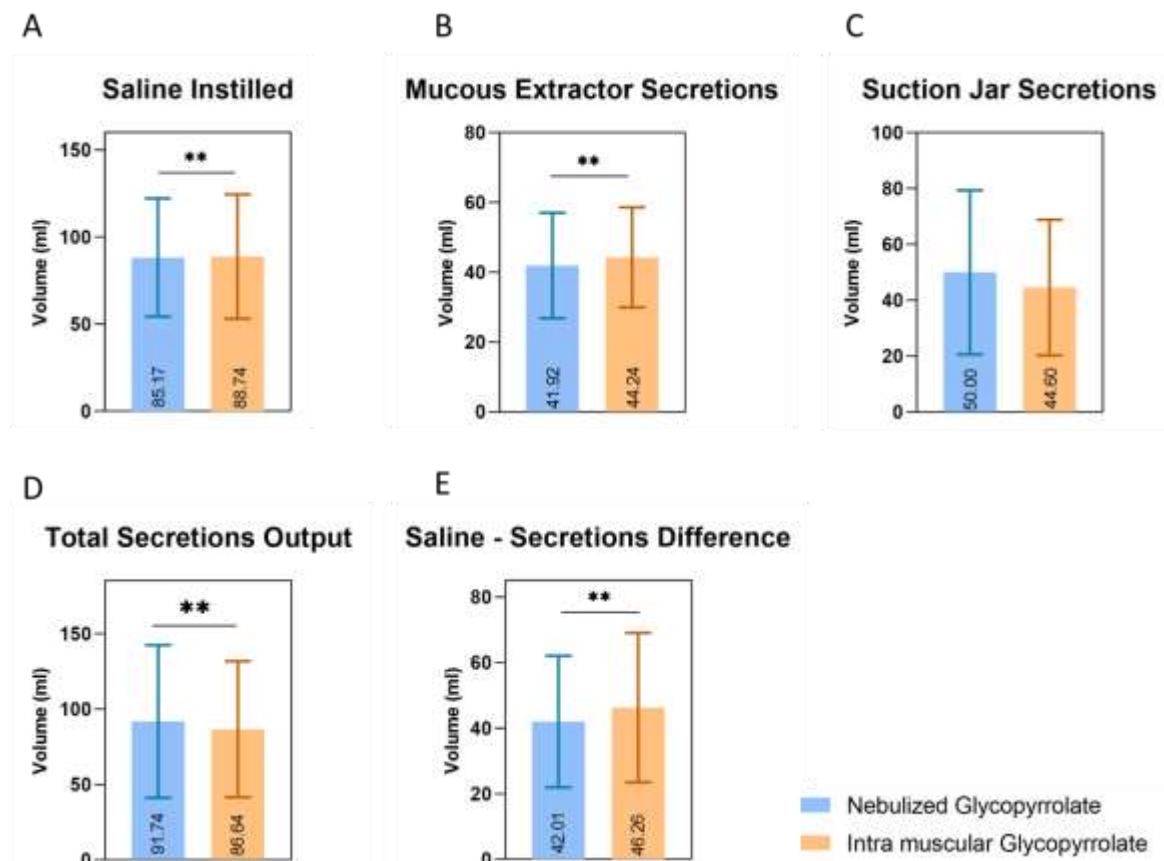 A
B
C
Saline Instilled
Mucous Extractor Secretions
Suction Jar Secretions
Volume (ml)
150
100
50
0
**
85.17
88.74
Volume (ml)
80
60
40
20
0
**
41.92
44.24
Volume (ml)
100
80
60
40
20
0
50.00
44.60
D
E
Total Secretions Output
Saline - Secretions Difference
Volume (ml)
150
100
50
0
**
91.74
86.64
Volume (ml)
80
60
40
20
0
**
42.01
46.26
Nebulized Glycopyrrolate
Intra muscular Glycopyrrolate